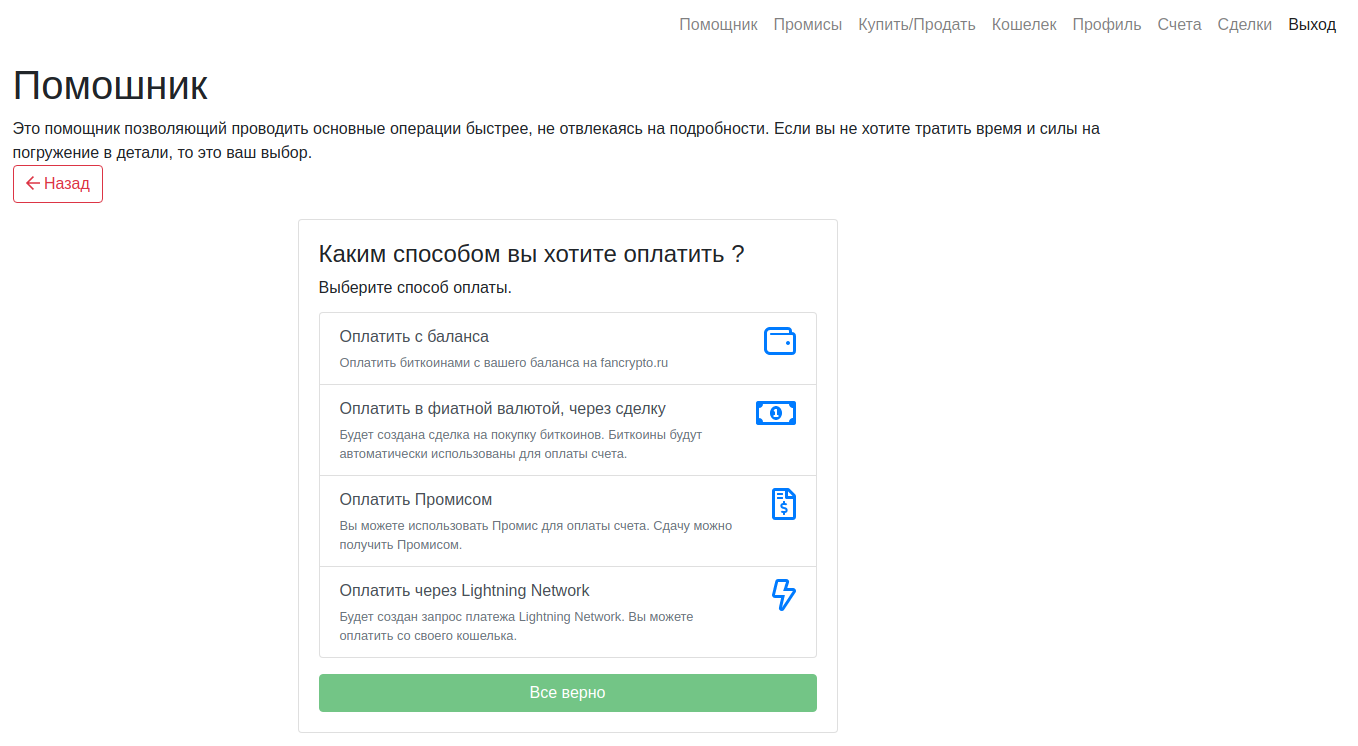 Помощник Промисы Купить/Продать Кошелек Профиль Счета Сделки Выход
Помошник
Это помощник позволяющий проводить основные операции быстрее, не отвлекаясь на подробности. Если вы не хотите тратить время и силы на
погружение в детали, то это ваш выбор.
Назад
Каким способом вы хотите оплатить ?
Выберите способ оплаты.
Оплатить с баланса
Оплатить биткоинами с вашего баланса на fancrypto.ru
Оплатить в фиатной валютой, через сделку
Будет создана сделка на покупку биткоинов. Биткоины будут
автоматически использованы для оплаты счета.
Оплатить Промисом
Вы можете использовать Промис для оплаты счета. Сдачу можно
получить Промисом.
Оплатить через Lightning Network
Будет создан запрос платежа Lightning Network. Вы можете
оплатить со своего кошелька.
Все верно